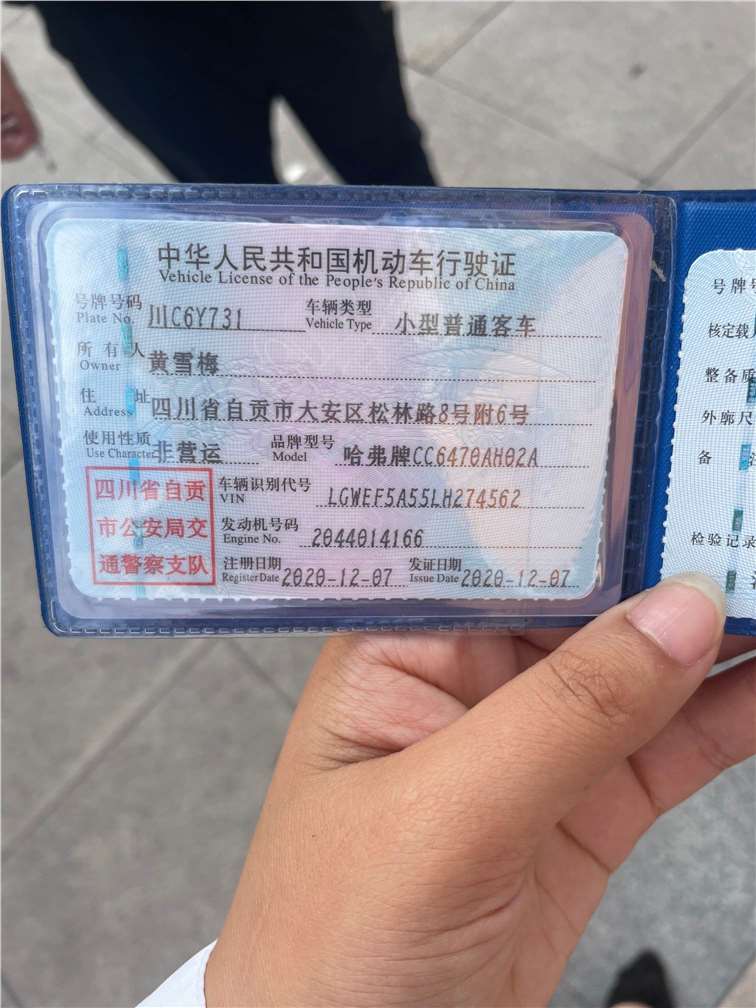 中华人民共和国机动车行驶证
Vehicle License of the People's Republic of China
号牌号码 川C6Y731 车辆类型 小型普通客车
Plate No. Vehicle Type
所有人 黄雪梅
Owner
住址 四川省自贡市大安区松林路8号附6号
Address
使用性质 非营运 品牌型号 哈弗牌CC6470AH02A
Use Character Model
四川省自贡
市公安局交
通警察支队
车辆识别代号 LGWEF5A55LH274562
VIN
发动机号码 2044014166
Engine No.
注册日期 2020-12-07 发证日期 2020-12-07
Register Date Issue Date
号牌号
核定载
整备质
外廓尺
备
检验记录